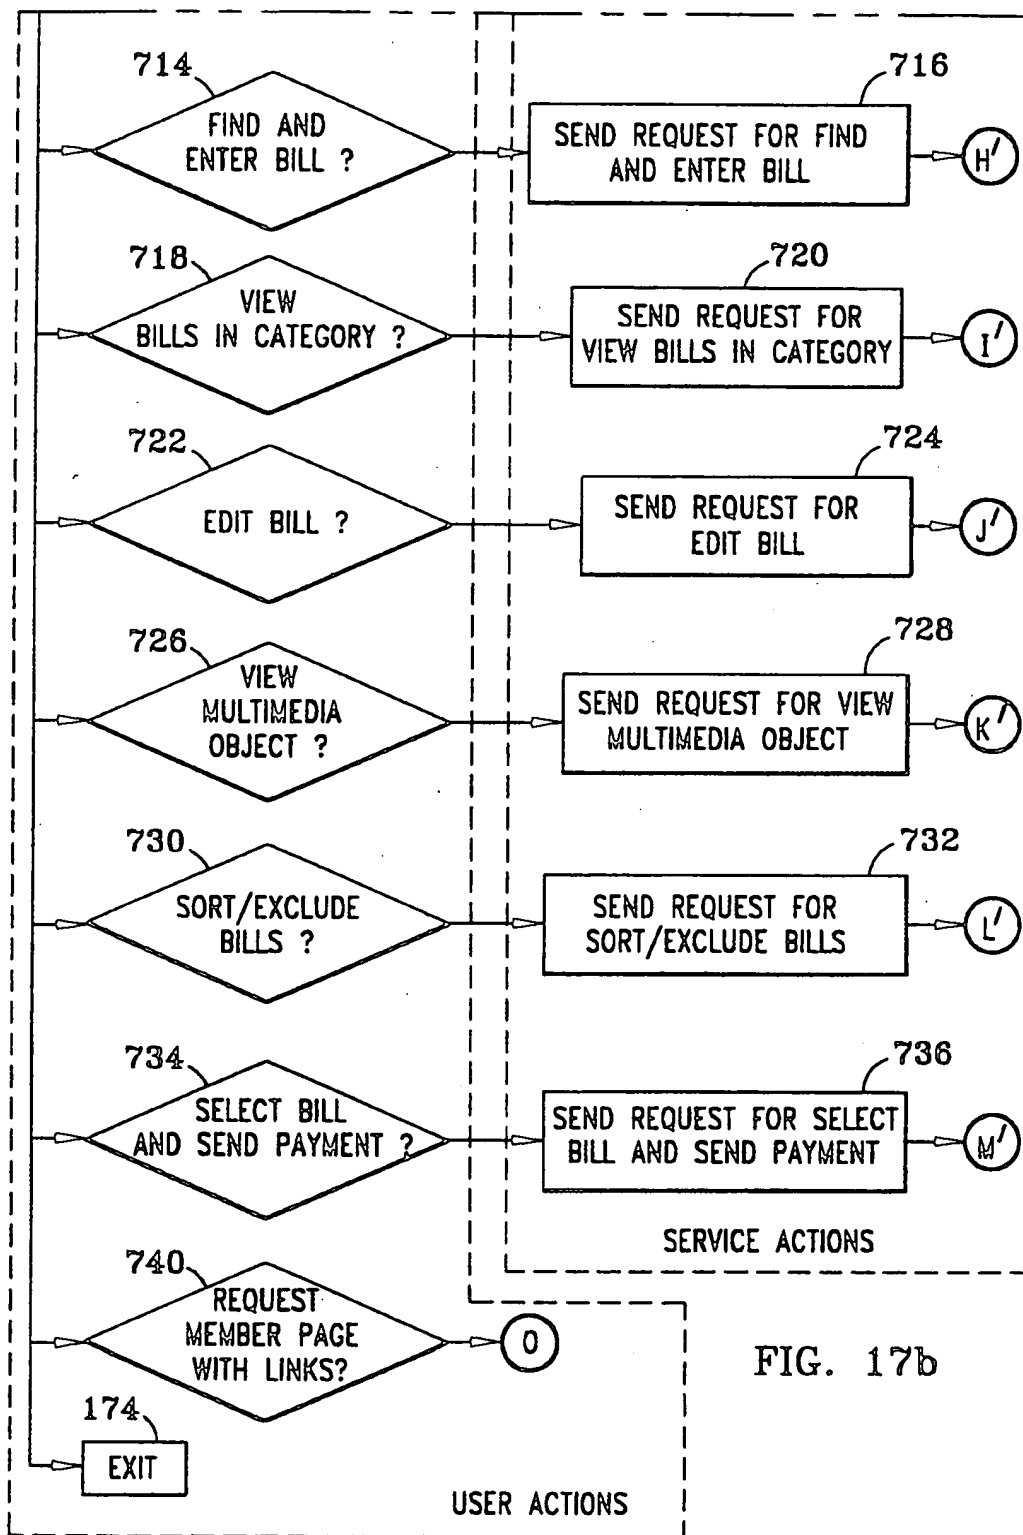 714
FIND AND
ENTER BILL ?
716
SEND REQUEST FOR FIND
AND ENTER BILL
H'
718
VIEW
BILLS IN CATEGORY ?
720
SEND REQUEST FOR
VIEW BILLS IN CATEGORY
I'
722
EDIT BILL ?
724
SEND REQUEST FOR
EDIT BILL
J'
726
VIEW
MULTIMEDIA
OBJECT ?
728
SEND REQUEST FOR VIEW
MULTIMEDIA OBJECT
K'
730
SORT/EXCLUDE
BILLS ?
732
SEND REQUEST FOR
SORT/EXCLUDE BILLS
L'
734
SELECT BILL
AND SEND PAYMENT ?
736
SEND REQUEST FOR SELECT
BILL AND SEND PAYMENT
M'
SERVICE ACTIONS
740
REQUEST
MEMBER PAGE
WITH LINKS?
O
FIG. 17b
174
EXIT
USER ACTIONS